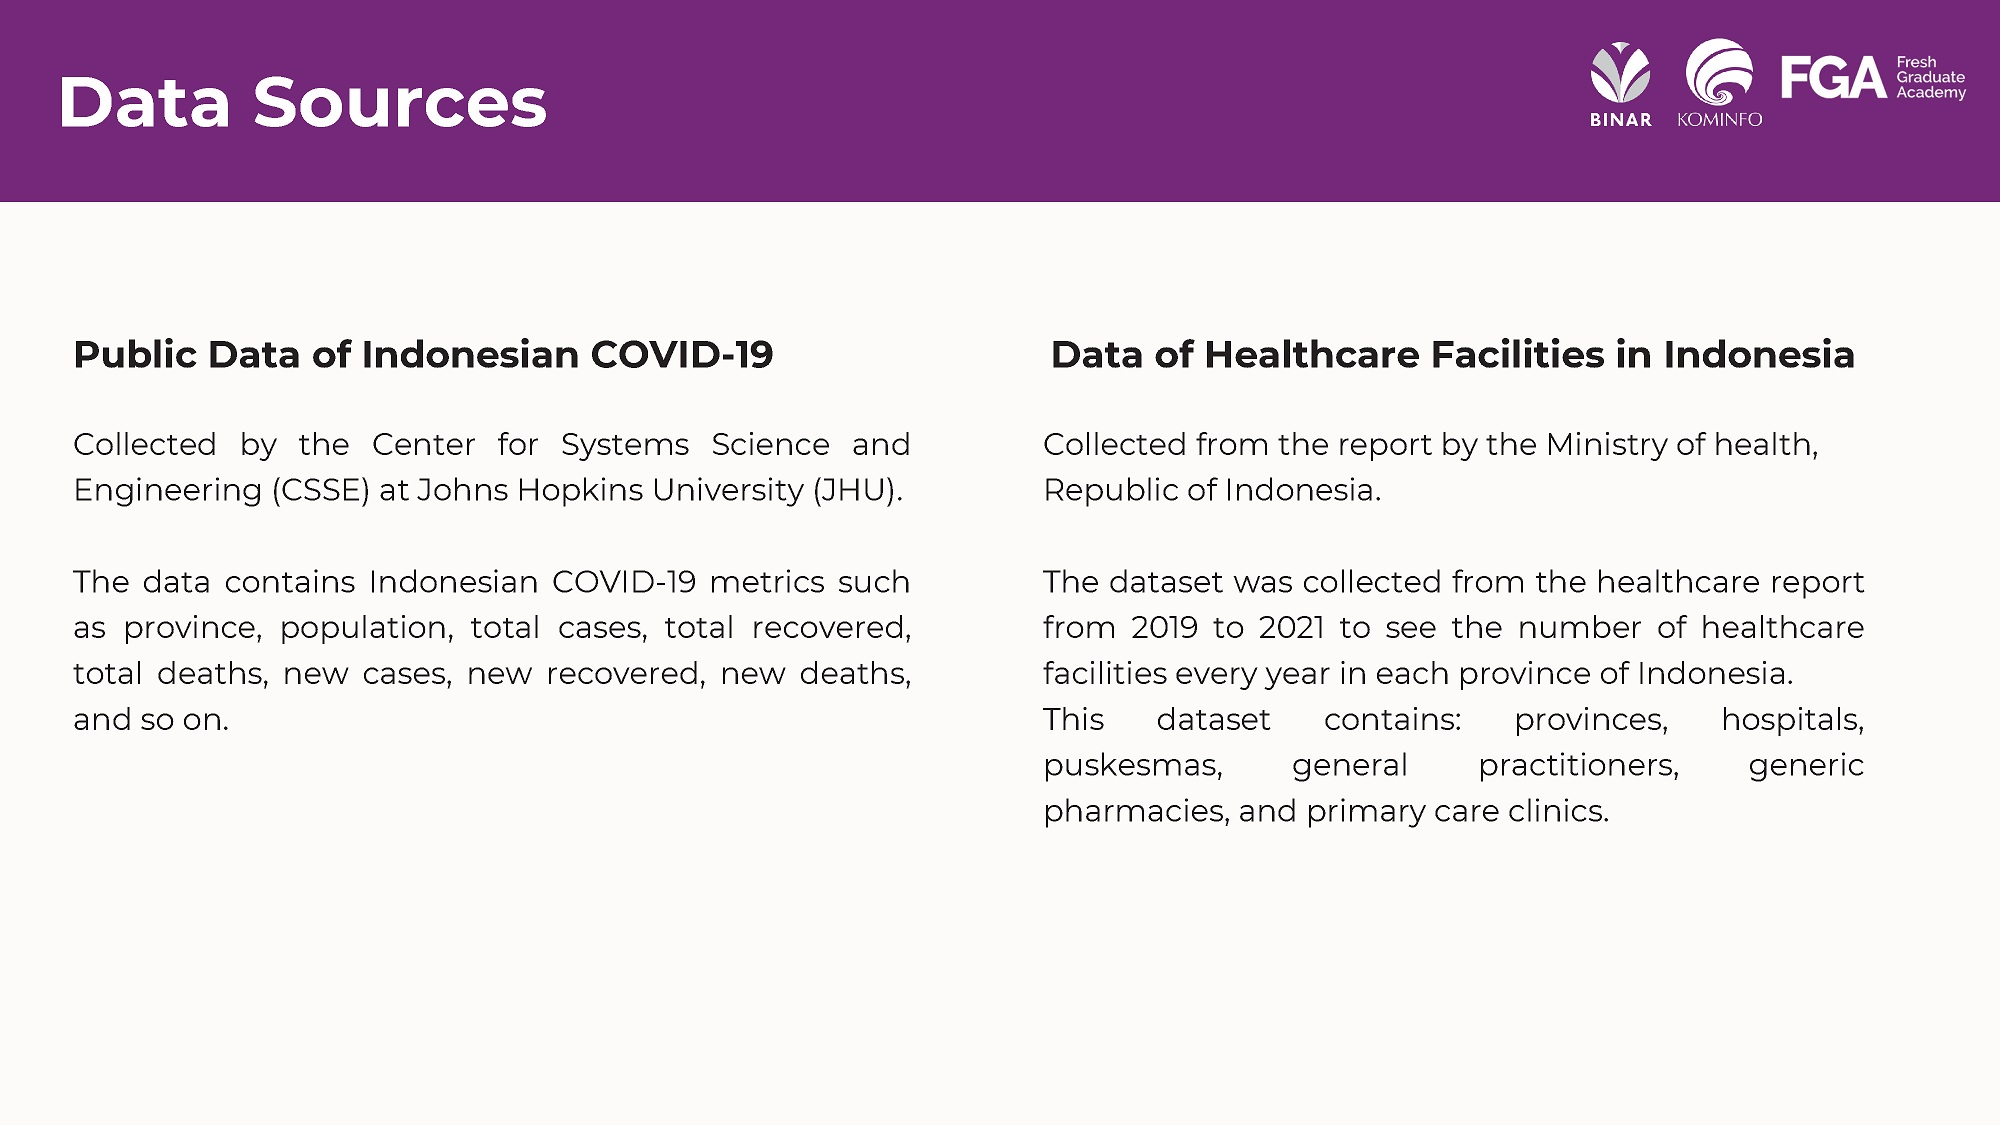 Data Sources
BINAR
KOMINFO
FGA
Fresh
Graduate
Academy
Public Data of Indonesian COVID-19
Collected by the Center for Systems Science and
Engineering (CSSE) at Johns Hopkins University (JHU).
The data contains Indonesian COVID-19 metrics such
as province, population, total cases, total recovered,
total deaths, new cases, new recovered, new deaths,
and so on.
Data of Healthcare Facilities in Indonesia
Collected from the report by the Ministry of health,
Republic of Indonesia.
The dataset was collected from the healthcare report
from 2019 to 2021 to see the number of healthcare
facilities every year in each province of Indonesia.
This dataset contains: provinces, hospitals,
puskesmas, general practitioners, generic
pharmacies, and primary care clinics.